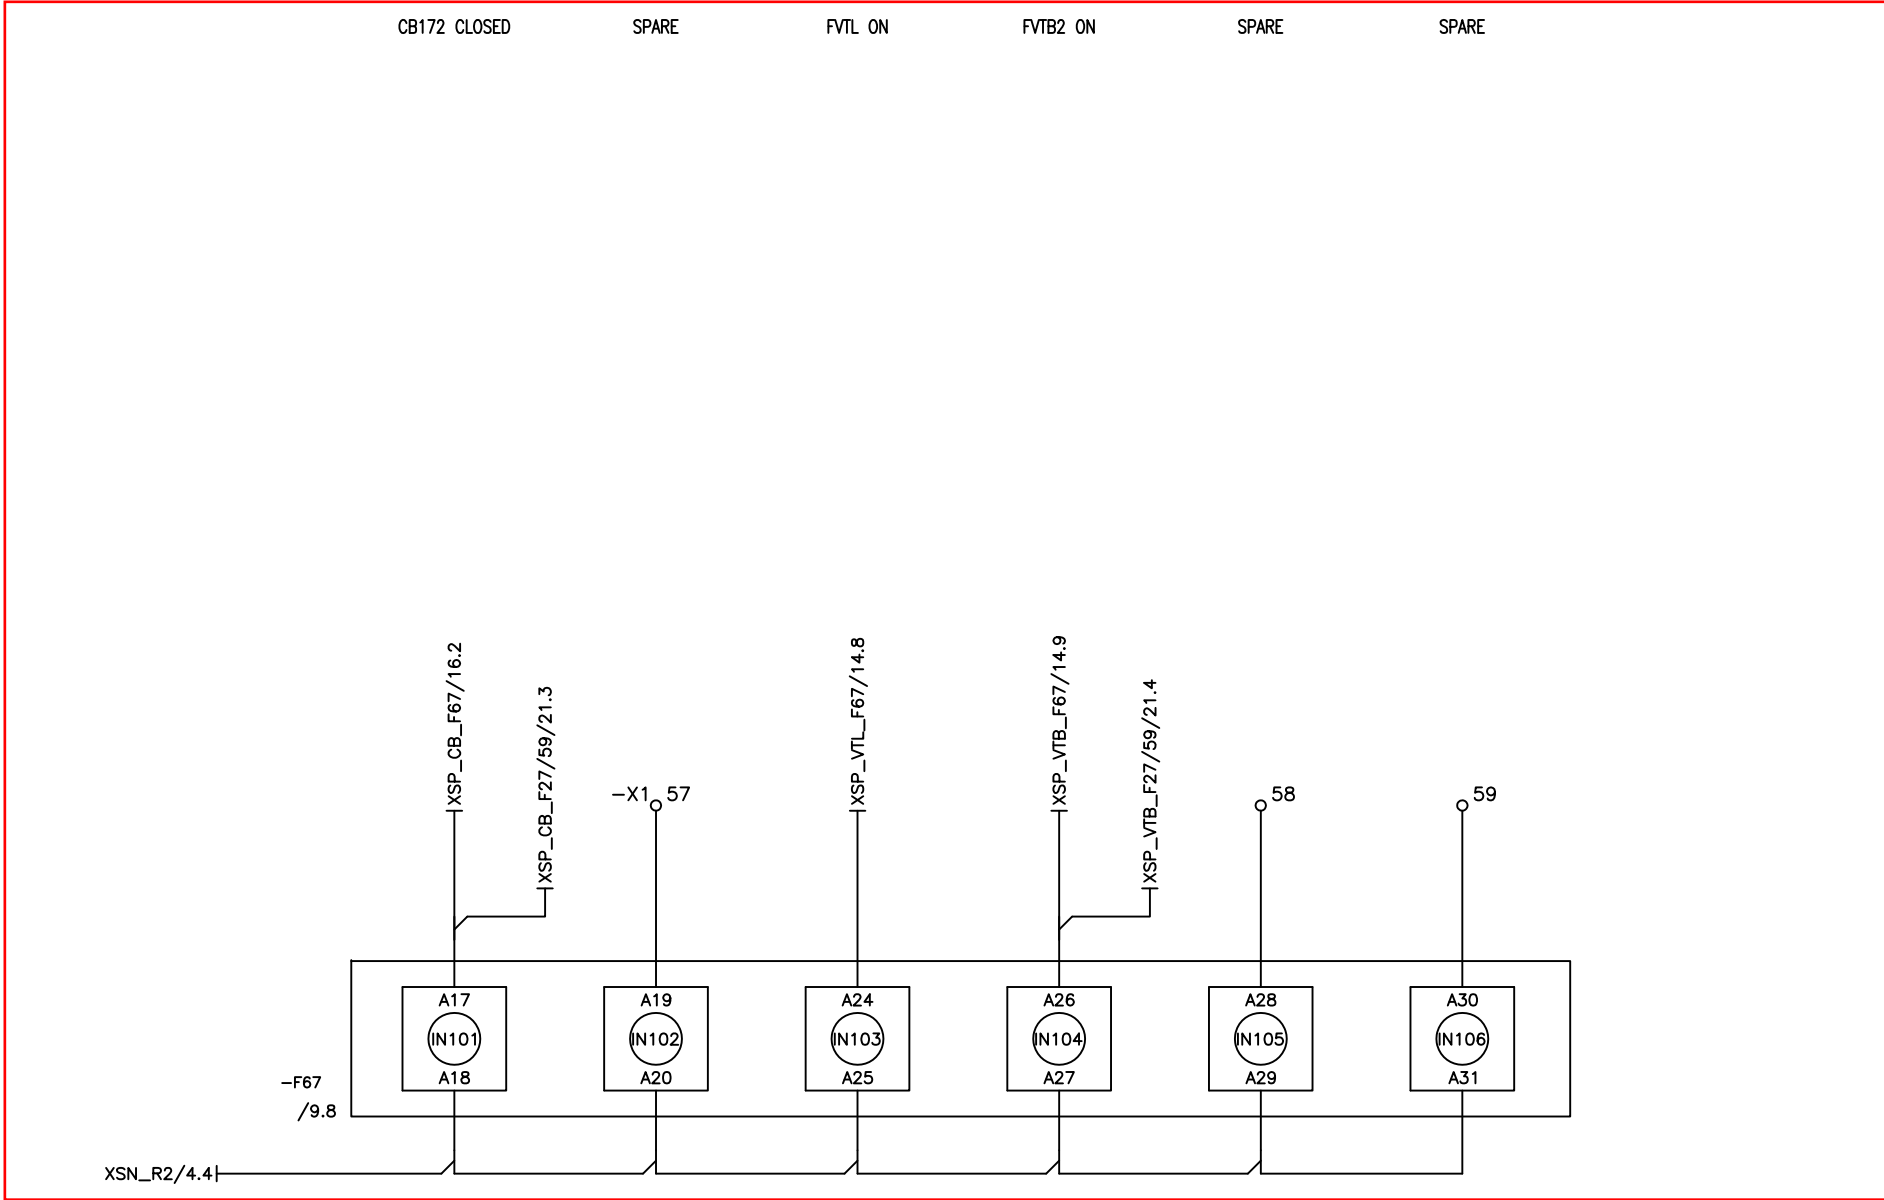 CB172 CLOSED
SPARE
FVTL ON
FVTB2 ON
SPARE
SPARE
XSP_CB_F67/16.2
XSP_CB_F27/59/21.3
-X1
57
XSP_VTL_F67/14.8
XSP_VTB_F67/14.9
XSP_VTB_F27/59/21.4
58
59
A17
IN101
A18
A19
IN102
A20
A24
IN103
A25
A26
IN104
A27
A28
IN105
A29
A30
IN106
A31
-F67
/9.8
XSN_R2/4.4